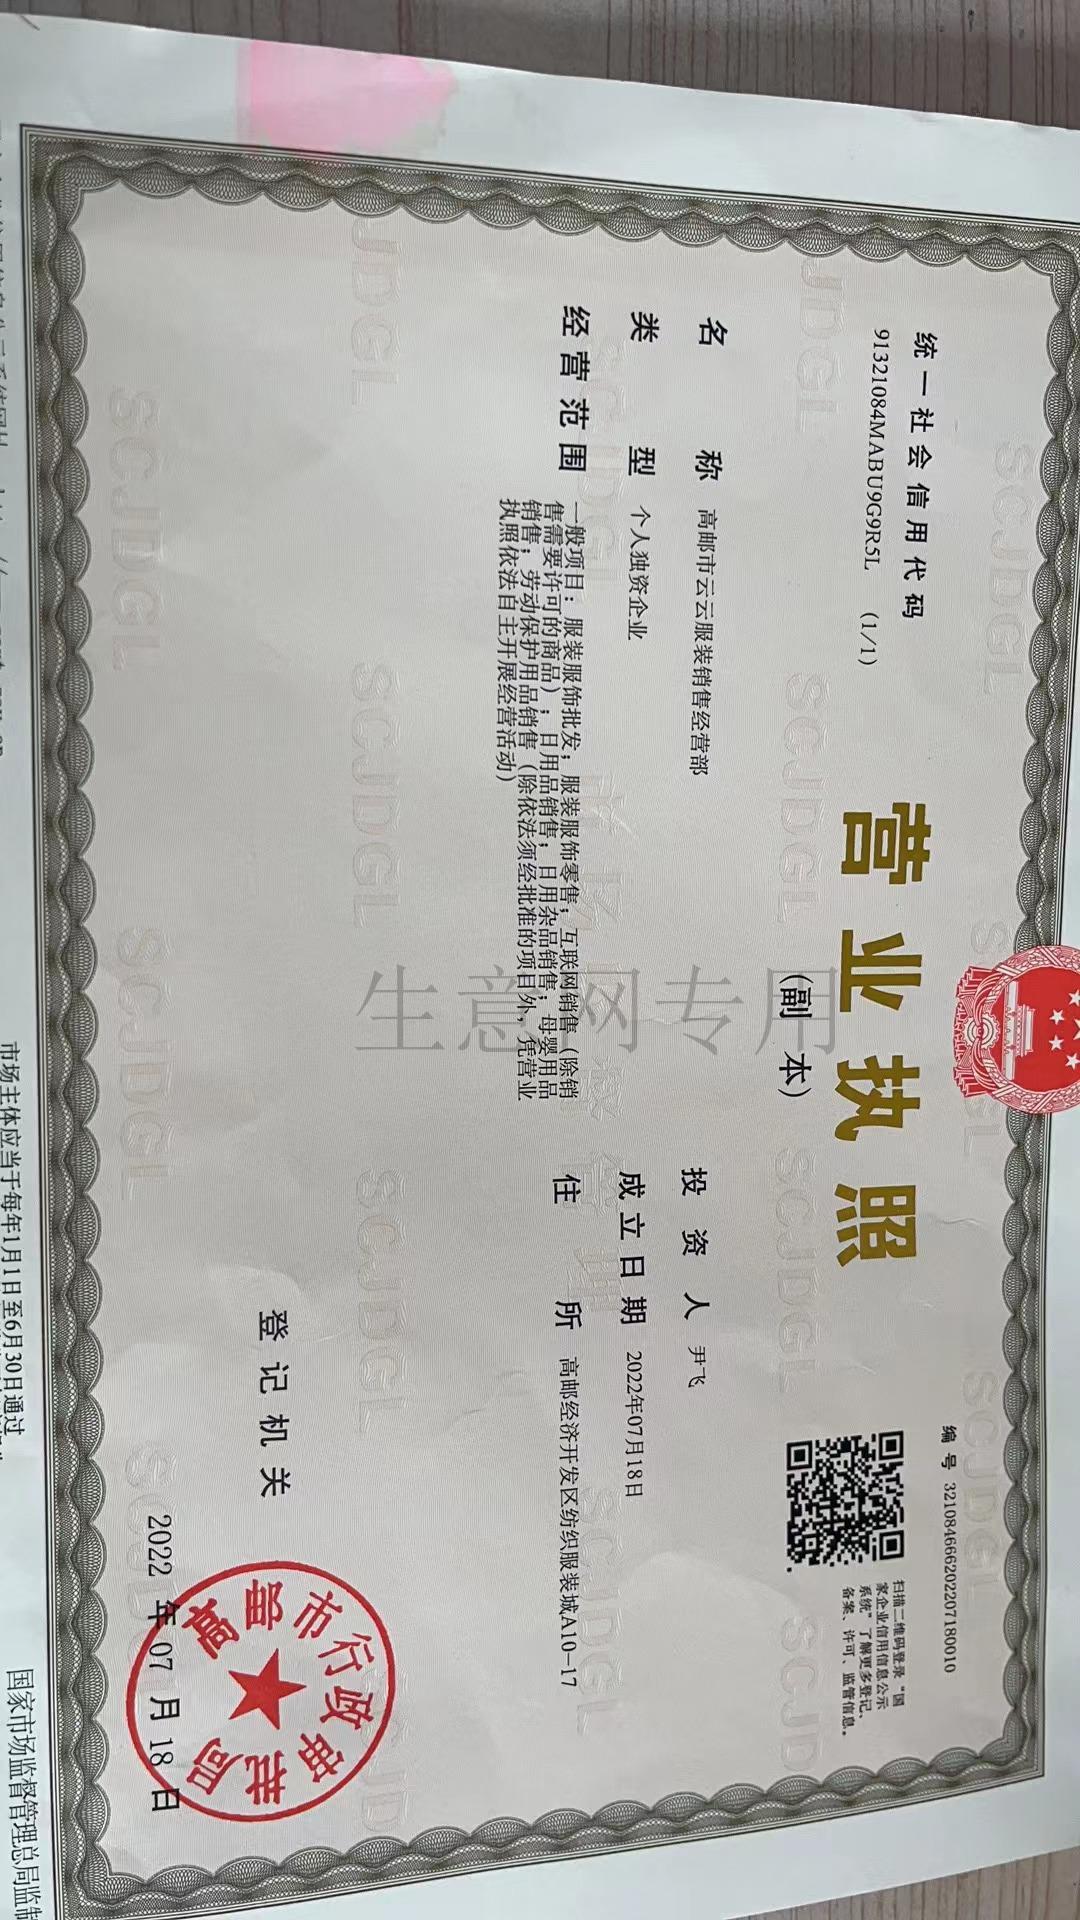 编号 321084666202207180010
统一社会信用代码
91321084MABU9G9R5L (1/1)
营业执照
(副本)
扫描二维码登录“国
家企业信用信息公示
系统”了解更多登记、
备案、许可、监管信息。
名称 高邮市云云服装销售经营部
类型 个人独资企业
经营范围 一般项目：服装服饰批发；服装服饰零售；互联网销售（除销
售需要许可的商品）；日用品销售；日用杂品销售；母婴用品
销售；劳动保护用品销售（除依法须经批准的项目外，凭营业
执照依法自主开展经营活动）
投资人 尹飞
成立日期 2022年07月18日
住所 高邮经济开发区纺织服装城A10-17
登记机关
高邮市行政审批局
2022年07月18日
市场主体应当于每年1月1日至6月30日通过
国家市场监督管理总局监制
生意网专用
SCJDGL